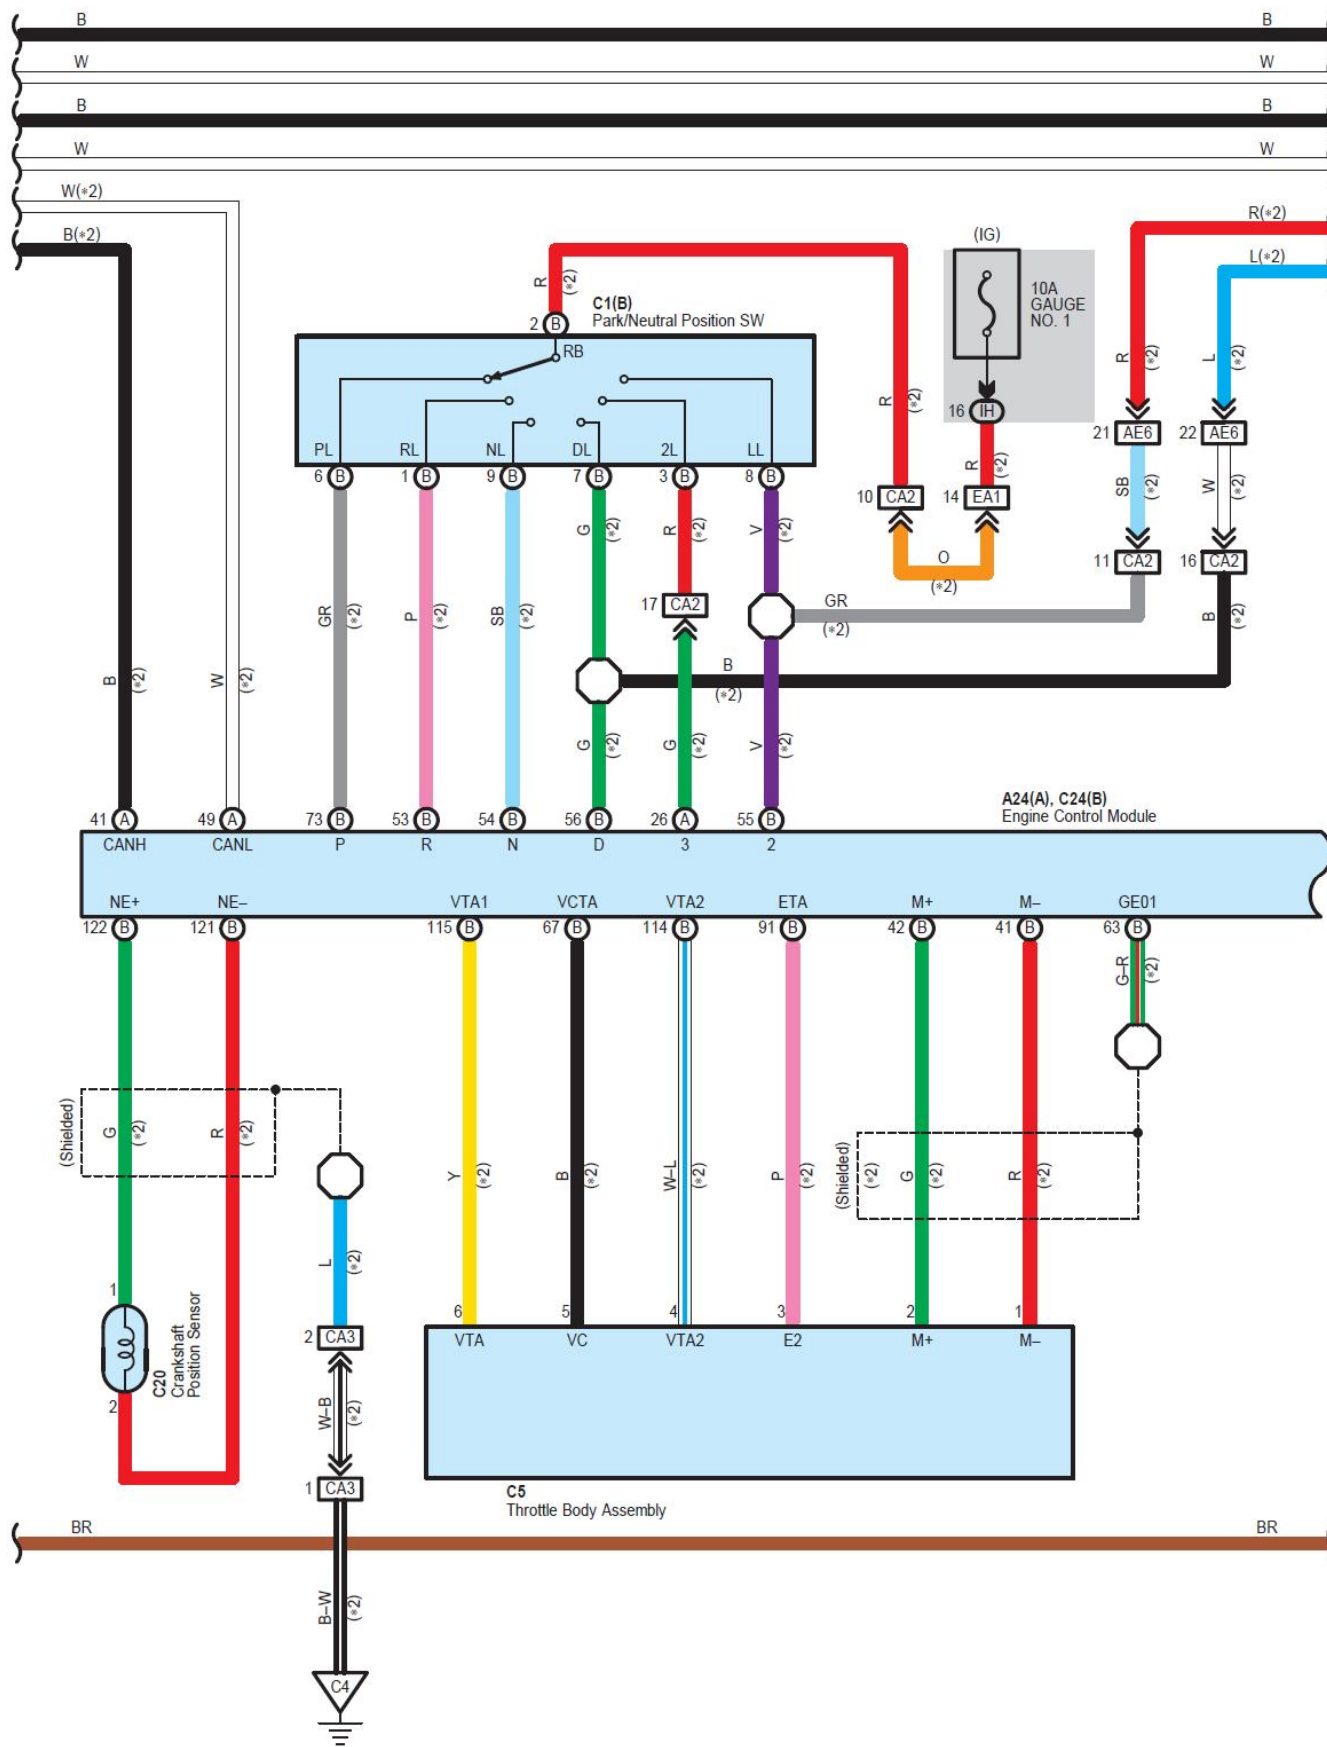 B B
W W
B B
W W
W(*2)
B(*2)
R(*2)
L(*2)
(IG)
10A
GAUGE
NO. 1
R (*2)
C1(B)
Park/Neutral Position SW
2 B
RB
R (*2)
L (*2)
R (*2)
16 IH
R (*2)
21 AE6
22 AE6
PL RL NL DL 2L LL
6 B 1 B 9 B 7 B 3 B 8 B
10 CA2
14 EA1
SB (*2)
W (*2)
G (*2)
R (*2)
V (*2)
O
(*2)
11 CA2
16 CA2
GR (*2)
P (*2)
SB (*2)
17 CA2
GR
(*2)
B (*2)
B (*2)
W (*2)
B
(*2)
G (*2)
G (*2)
V (*2)
A24(A), C24(B)
Engine Control Module
41 A 49 A 73 B 53 B 54 B 56 B 26 A 55 B
CANH CANL P R N D 3 2
NE+ NE– VTA1 VCTA VTA2 ETA M+ M– GE01
122 B 121 B 115 B 67 B 114 B 91 B 42 B 41 B 63 B
G–R (*2)
(Shielded)
G (*2)
R (*2)
Y (*2)
B (*2)
W–L (*2)
P (*2)
(Shielded)
(*2)
G (*2)
R (*2)
L (*2)
1
C20
Crankshaft
Position Sensor
2
2 CA3
6 5 4 3 2 1
VTA VC VTA2 E2 M+ M–
W–B (*2)
1 CA3
C5
Throttle Body Assembly
BR BR
B–W (*2)
C4